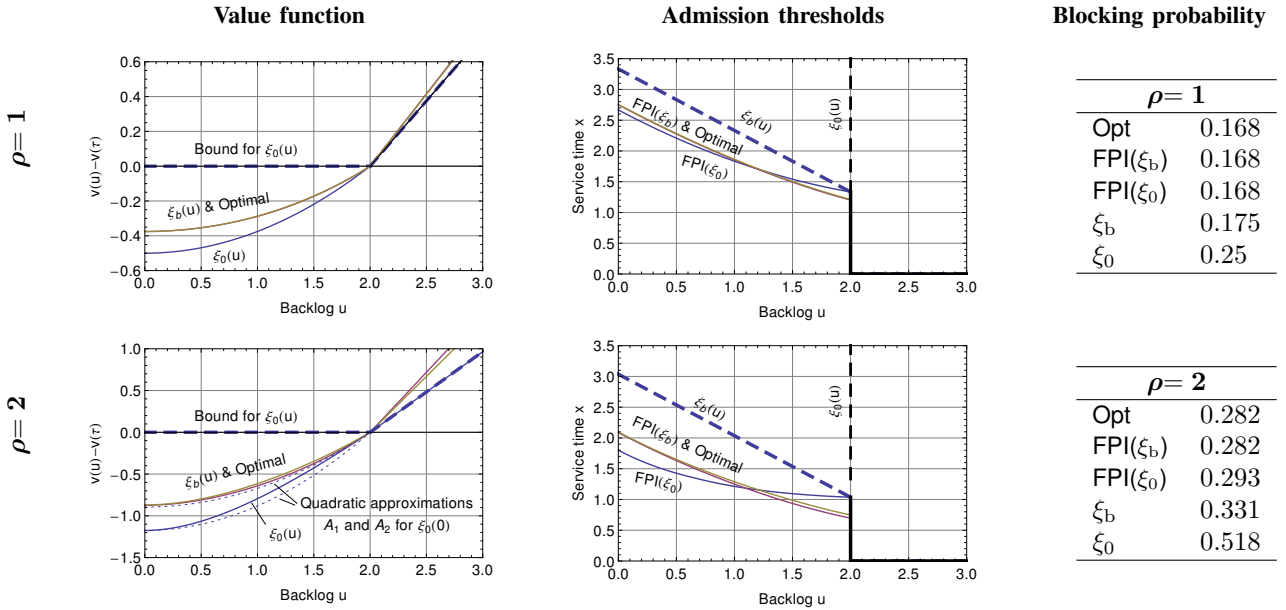 Value function
Admission thresholds
Blocking probability
ρ= 1
0.6
0.4
0.2
0.0
−0.2
−0.4
−0.6
v(u)−v(τ)
Bound for ξ0(u)
ξb(u) & Optimal
ξ0(u)
0.0 0.5 1.0 1.5 2.0 2.5 3.0
Backlog u
3.5
3.0
2.5
2.0
1.5
1.0
0.5
0.0
Service time x
FPI(ξb) & Optimal
ξb(u)
ξ0(u)
FPI(ξ0)
0.0 0.5 1.0 1.5 2.0 2.5 3.0
Backlog u
ρ= 1
Opt 0.168
FPI(ξb) 0.168
FPI(ξ0) 0.168
ξb 0.175
ξ0 0.25
ρ= 2
1.0
0.5
0.0
−0.5
−1.0
−1.5
v(u)−v(τ)
Bound for ξ0(u)
ξb(u) & Optimal
Quadratic approximations
A1 and A2 for ξ0(0)
ξ0(u)
0.0 0.5 1.0 1.5 2.0 2.5 3.0
Backlog u
3.5
3.0
2.5
2.0
1.5
1.0
0.5
0.0
Service time x
ξb(u)
ξ0(u)
FPI(ξb) & Optimal
FPI(ξ0)
0.0 0.5 1.0 1.5 2.0 2.5 3.0
Backlog u
ρ= 2
Opt 0.282
FPI(ξb) 0.282
FPI(ξ0) 0.293
ξb 0.331
ξ0 0.518